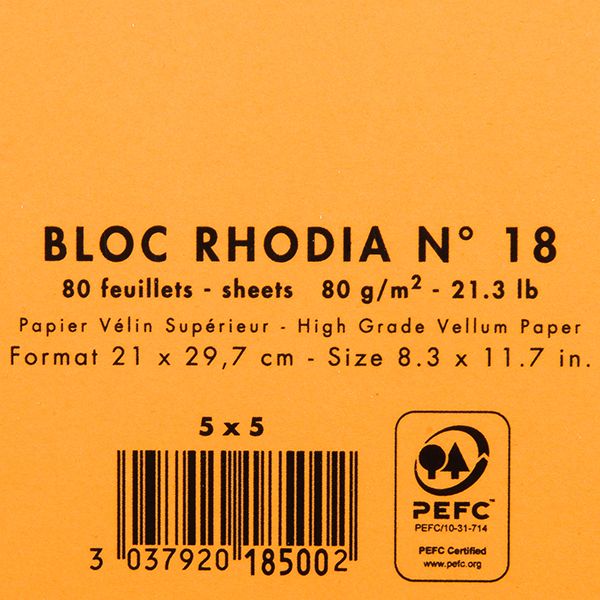 BLOC RHODIA N° 18
80 feuillets - sheets 80 g/m² - 21.3 lb
Papier Vélin Supérieur - High Grade Vellum Paper
Format 21 x 29,7 cm - Size 8.3 x 11.7 in.
5 x 5
3 037920 185002
PEFC™
PEFC/10-31-714
PEFC Certified
www.pefc.org